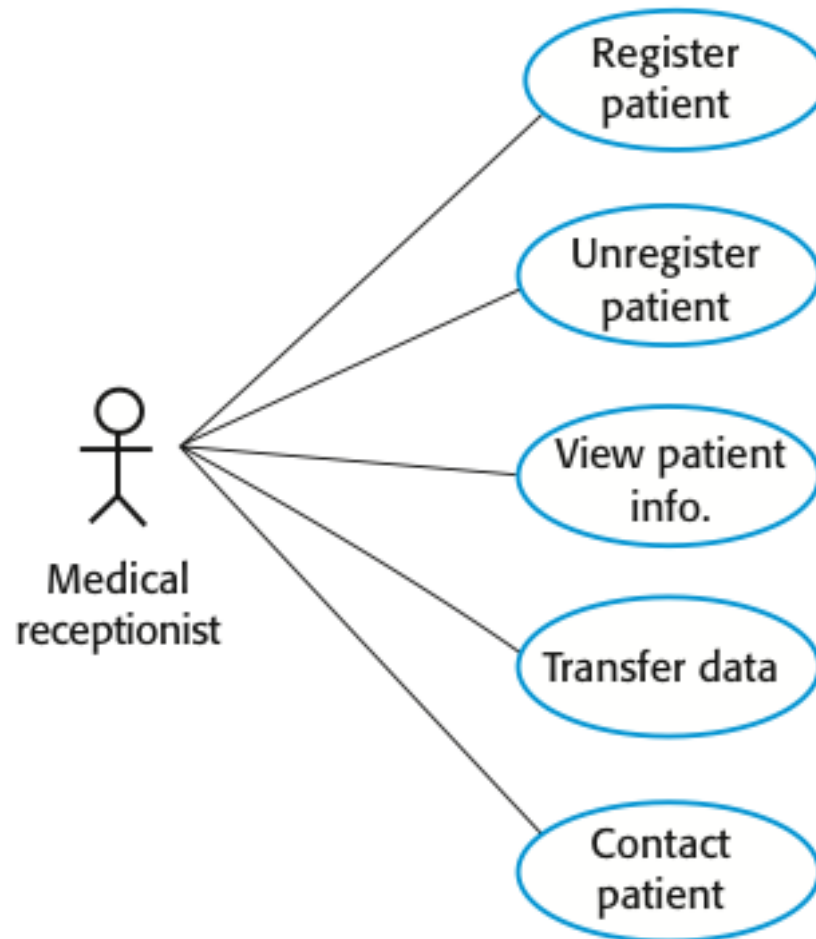 Register
patient
Unregister
patient
View patient
info.
Medical
receptionist
Transfer data
Contact
patient